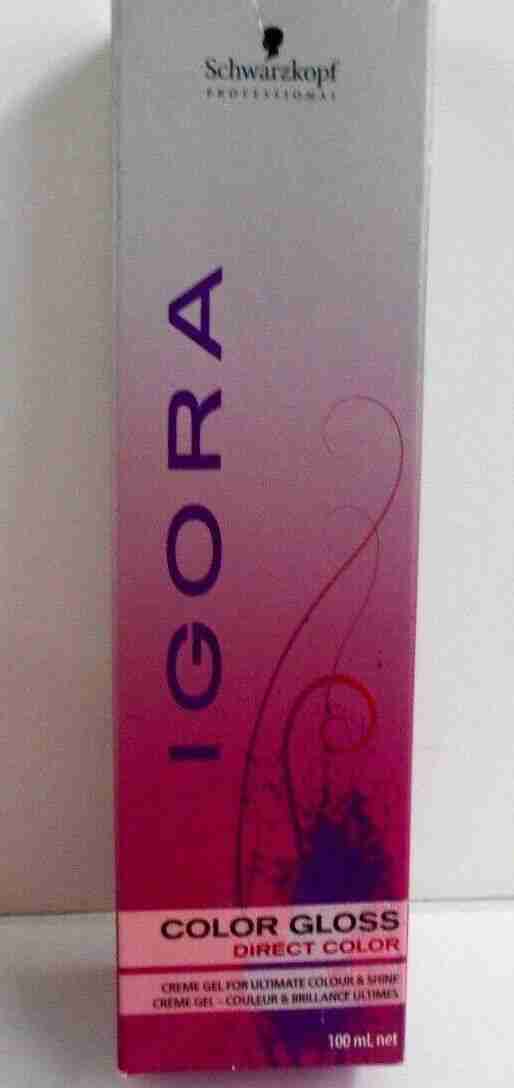 Schwarzkopf
PROFESSIONAL
IGORA
COLOR GLOSS
DIRECT COLOR
CREME GEL FOR ULTIMATE COLOUR & SHINE
CRÈME GEL – COULEUR & BRILLANCE ULTIMES
100 mL net